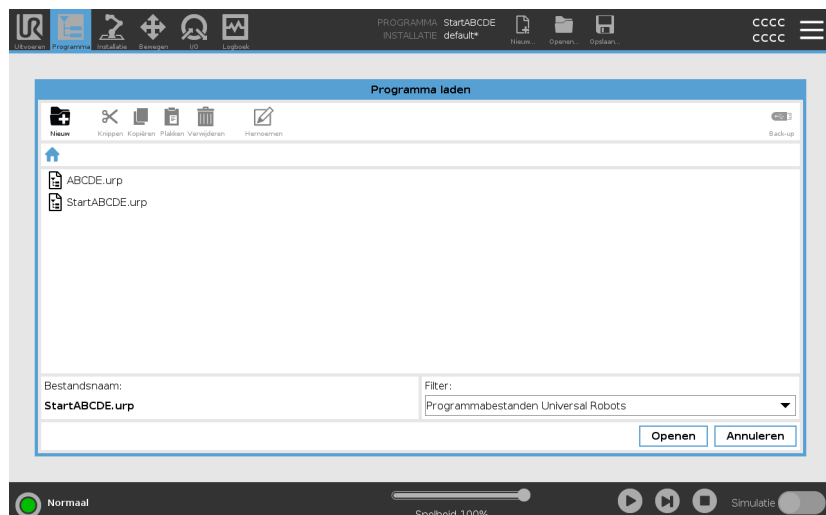 PROGRAMMA StartABCDE
INSTALLATIE default*
CCCC
CCCC
Uitvoeren Programma Installatie Bewegen I/O Logboek Nieuw... Openen... Opslaan...
Programma laden
Nieuw Knippen Kopiëren Plakken Verwijderen Hernoemen Back-up
ABCDE.urp
StartABCDE.urp
Bestandsnaam:
Filter:
StartABCDE.urp
Programmabestanden Universal Robots
Openen Annuleren
Normaal
Snelheid 100%
Simulatie